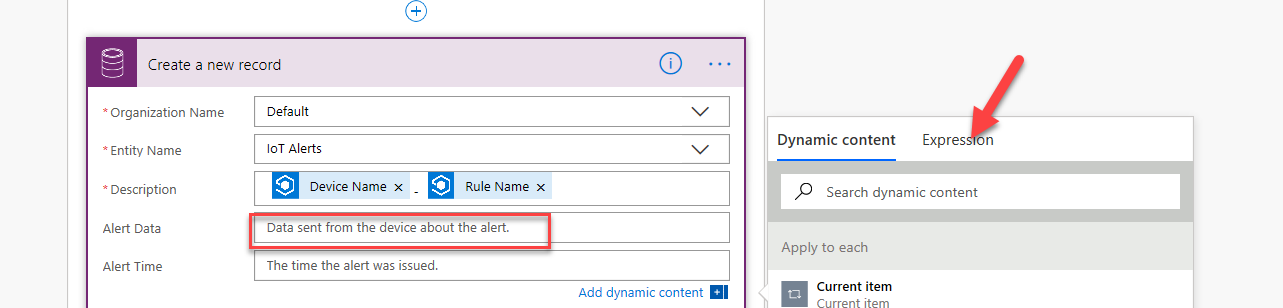 Create a new record
* Organization Name
Default
* Entity Name
IoT Alerts
* Description
Device Name × - Rule Name ×
Alert Data
Data sent from the device about the alert.
Alert Time
The time the alert was issued.
Add dynamic content
Dynamic content
Expression
Search dynamic content
Apply to each
Current item
Current item